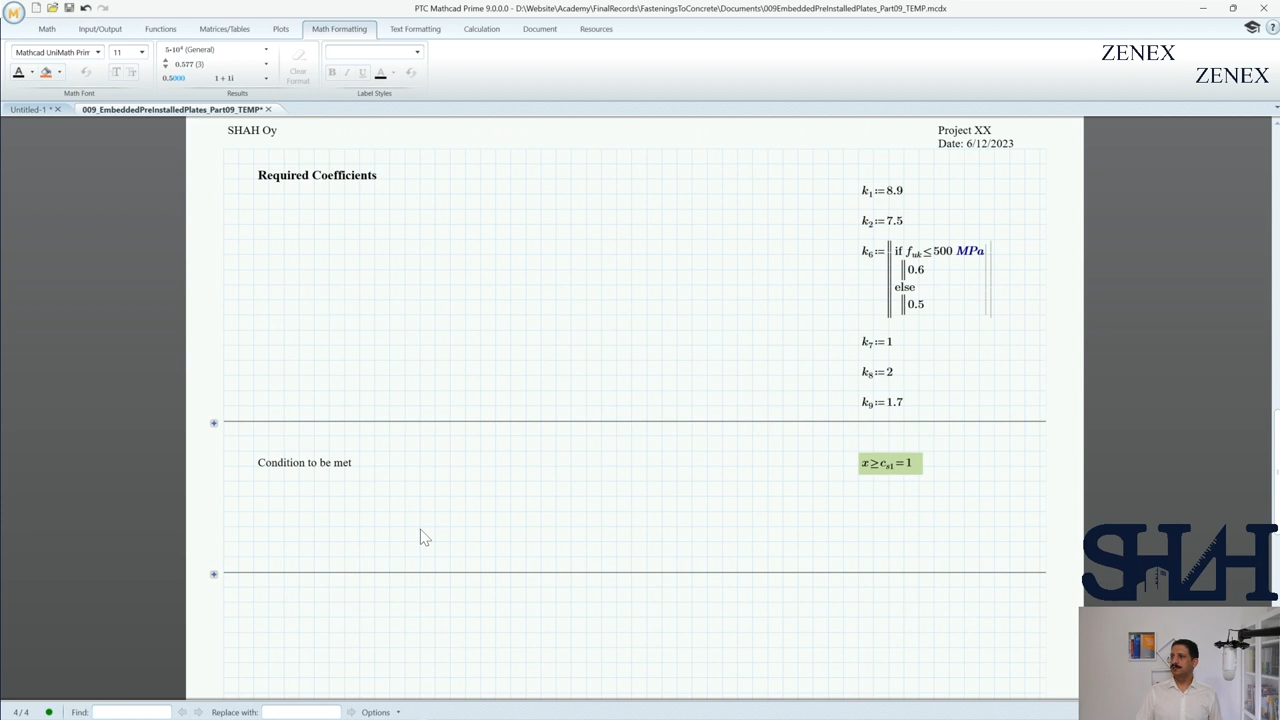 PTC Mathcad Prime 9.0.0.0 - D:\Website\Academy\FinalRecords\FasteningsToConcrete\Documents\009EmbeddedPreInstalledPlates_Part09_TEMP.mcdx
Math Input/Output Functions Matrices/Tables Plots Math Formatting Text Formatting Calculation Document Resources
Mathcad UniMath Prim 11
5•10⁴ (General)
0.577 (3)
0.5000 1 + 1i
Clear
Format
B I U A
Math Font Results Label Styles
ZENEX
ZENEX
Untitled-1 * × 009_EmbeddedPreInstalledPlates_Part09_TEMP* ×
SHAH Oy
Project XX
Date: 6/12/2023
Required Coefficients
k₁:=8.9
k₂:=7.5
k₆:=‖if f_uk≤500 MPa
‖0.6
else
‖0.5
k₇:=1
k₈:=2
k₉:=1.7
Condition to be met
x≥c_s1=1
SHAH
4 / 4 Find: Replace with: Options